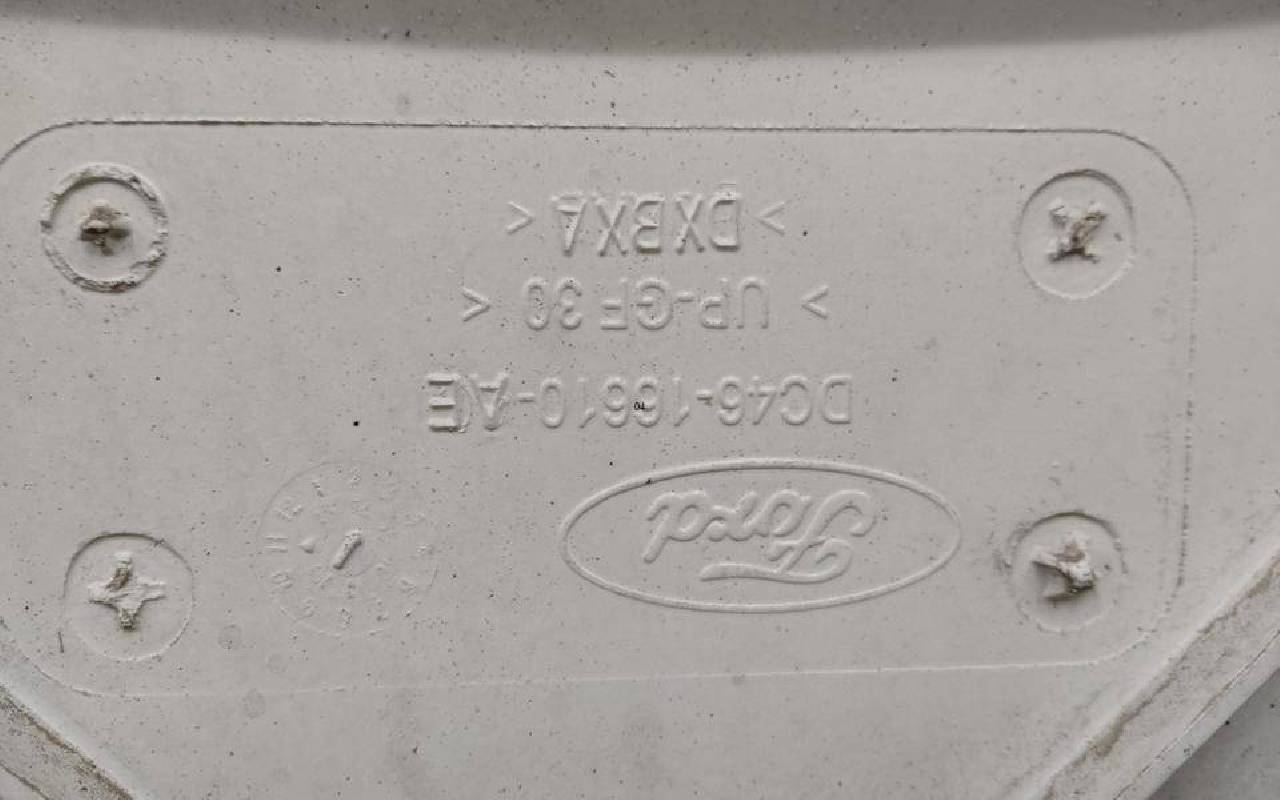 Ford
DC46-16610-AE
> UP-GF 30 <
> DXBXA <